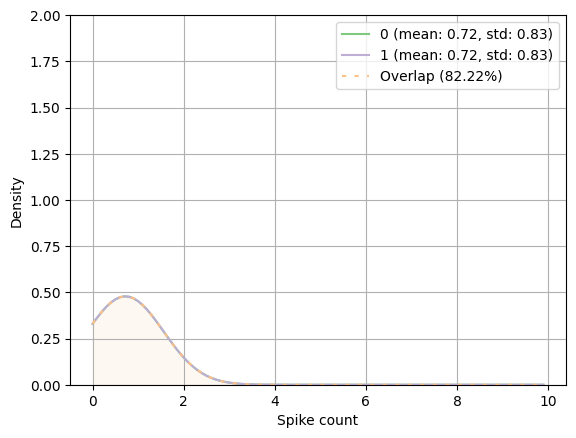 2.00
1.75
1.50
1.25
1.00
0.75
0.50
0.25
0.00
Density
0 (mean: 0.72, std: 0.83)
1 (mean: 0.72, std: 0.83)
Overlap (82.22%)
0 2 4 6 8 10
Spike count